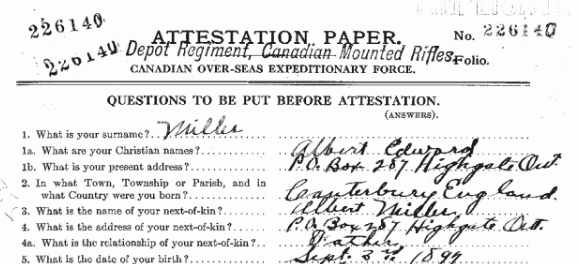 226140
226140
ATTESTATION PAPER.
No. 226140
Depot Regiment, Canadian Mounted Rifles,
Folio.
CANADIAN OVER-SEAS EXPEDITIONARY FORCE.
QUESTIONS TO BE PUT BEFORE ATTESTATION.
(ANSWERS).
1. What is your surname? Miller
1a. What are your Christian names? Albert Edward
1b. What is your present address? P.O. Box 287 Highgate Ont.
2. In what Town, Township or Parish, and in
what Country were you born? Canterbury England.
3. What is the name of your next-of-kin? Albert Miller
4. What is the address of your next-of-kin? P.O. Box 287 Highgate Ont.
4a. What is the relationship of your next-of-kin? Father
5. What is the date of your birth? Sept. 3rd